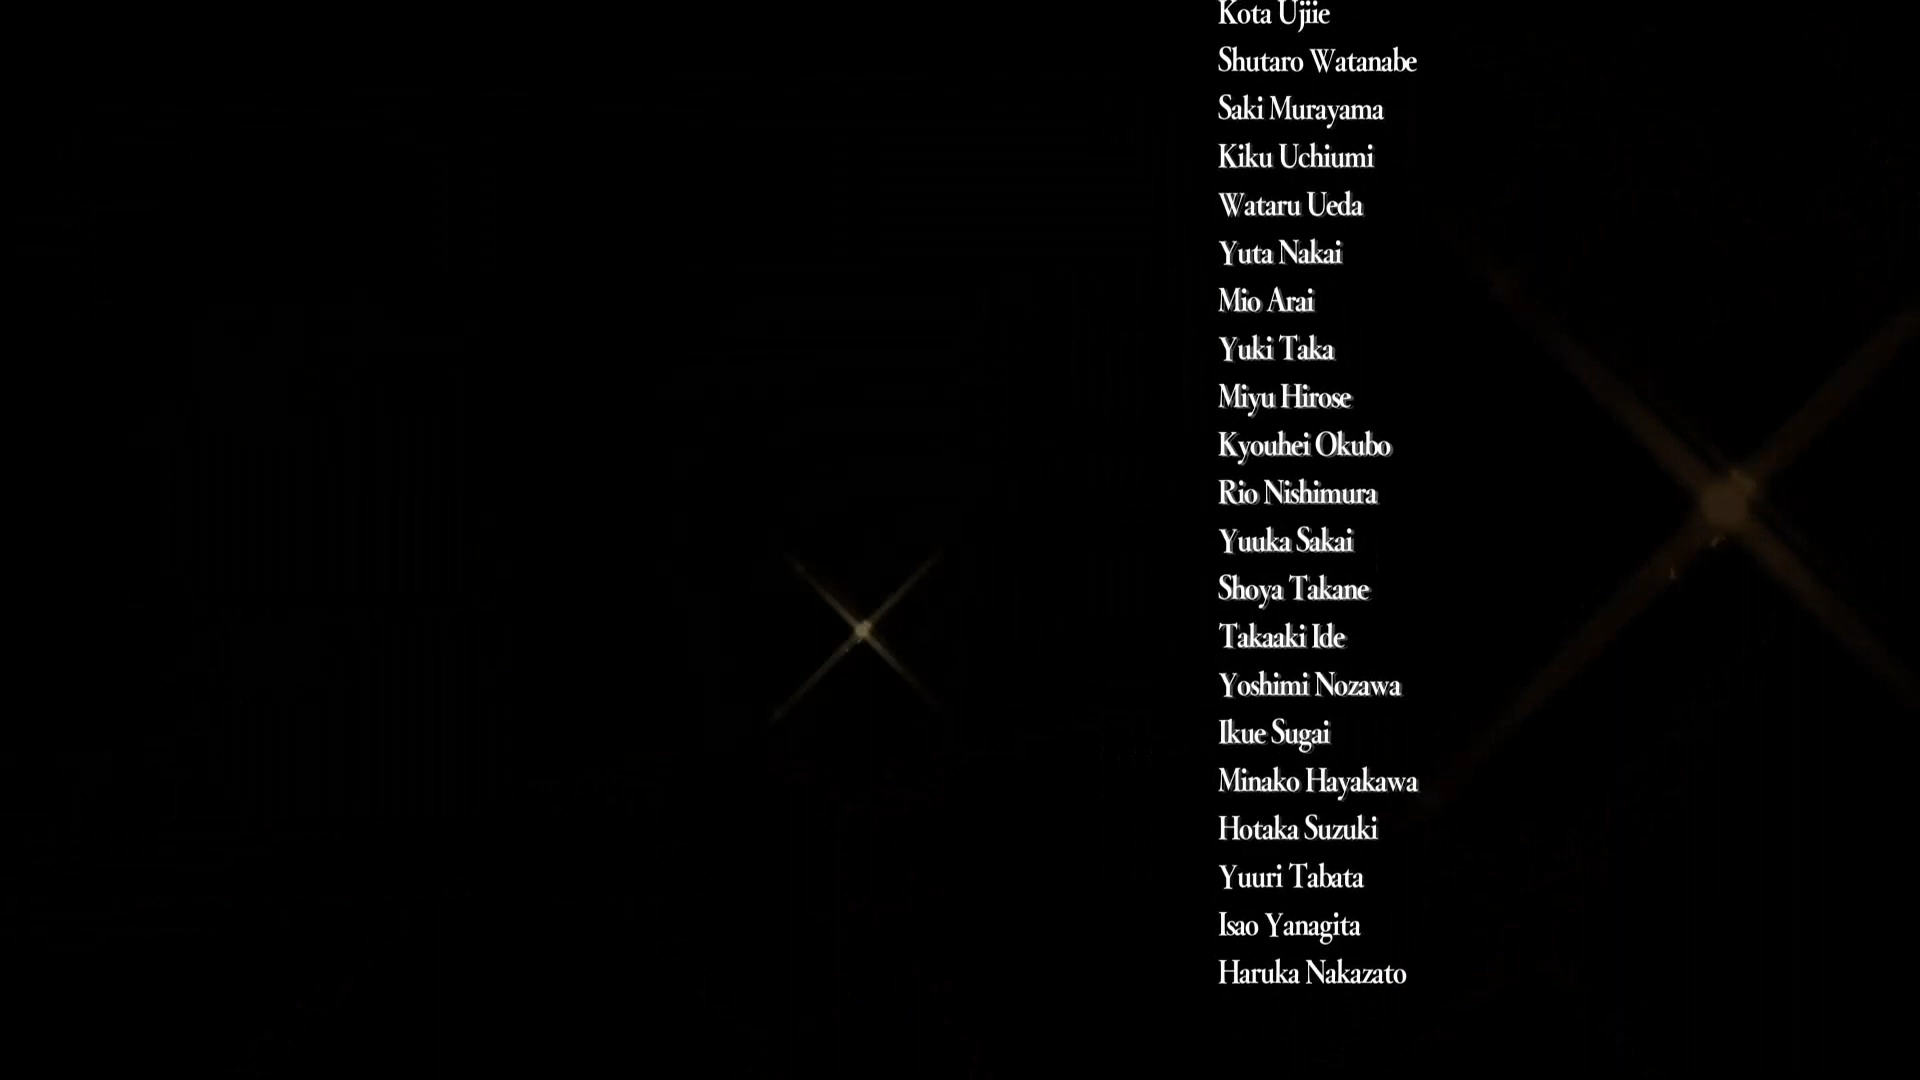 Kota Ujiie
Shutaro Watanabe
Saki Murayama
Kiku Uchiumi
Wataru Ueda
Yuta Nakai
Mio Arai
Yuki Taka
Miyu Hirose
Kyouhei Okubo
Rio Nishimura
Yuuka Sakai
Shoya Takane
Takaaki Ide
Yoshimi Nozawa
Ikue Sugai
Minako Hayakawa
Hotaka Suzuki
Yuuri Tabata
Isao Yanagita
Haruka Nakazato